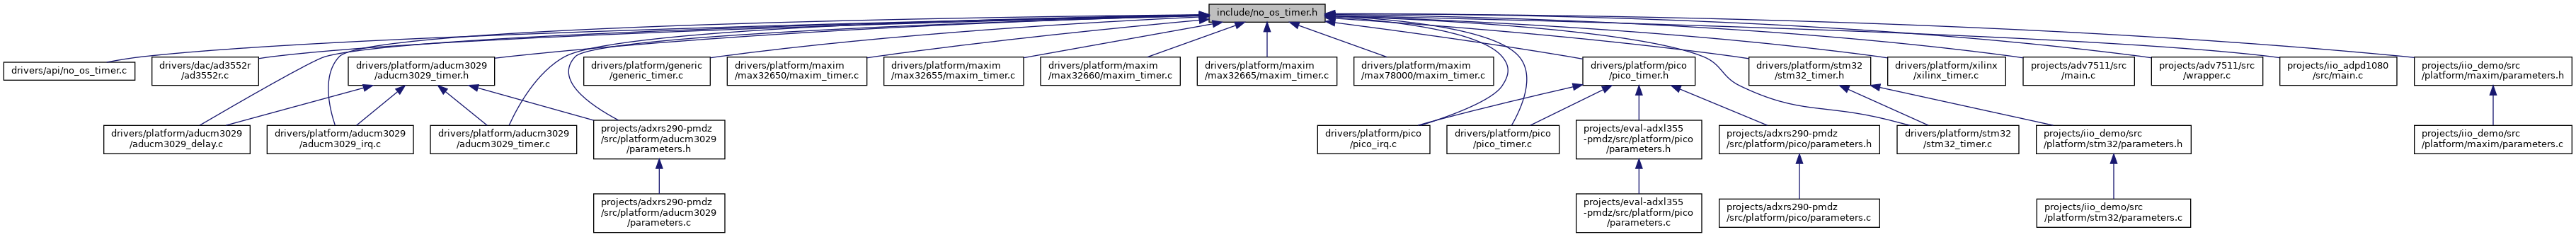 include/no_os_timer.h
drivers/api/no_os_timer.c
drivers/dac/ad3552r
/ad3552r.c
drivers/platform/aducm3029
/aducm3029_timer.h
drivers/platform/generic
/generic_timer.c
drivers/platform/maxim
/max32650/maxim_timer.c
drivers/platform/maxim
/max32655/maxim_timer.c
drivers/platform/maxim
/max32660/maxim_timer.c
drivers/platform/maxim
/max32665/maxim_timer.c
drivers/platform/maxim
/max78000/maxim_timer.c
drivers/platform/pico
/pico_timer.h
drivers/platform/stm32
/stm32_timer.h
drivers/platform/xilinx
/xilinx_timer.c
projects/adv7511/src
/main.c
projects/adv7511/src
/wrapper.c
projects/iio_adpd1080
/src/main.c
projects/iio_demo/src
/platform/maxim/parameters.h
drivers/platform/aducm3029
/aducm3029_delay.c
drivers/platform/aducm3029
/aducm3029_irq.c
drivers/platform/aducm3029
/aducm3029_timer.c
projects/adxrs290-pmdz
/src/platform/aducm3029
/parameters.h
drivers/platform/pico
/pico_irq.c
drivers/platform/pico
/pico_timer.c
projects/eval-adxl355
-pmdz/src/platform/pico
/parameters.h
projects/adxrs290-pmdz
/src/platform/pico/parameters.h
drivers/platform/stm32
/stm32_timer.c
projects/iio_demo/src
/platform/stm32/parameters.h
projects/iio_demo/src
/platform/maxim/parameters.c
projects/adxrs290-pmdz
/src/platform/aducm3029
/parameters.c
projects/eval-adxl355
-pmdz/src/platform/pico
/parameters.c
projects/adxrs290-pmdz
/src/platform/pico/parameters.c
projects/iio_demo/src
/platform/stm32/parameters.c